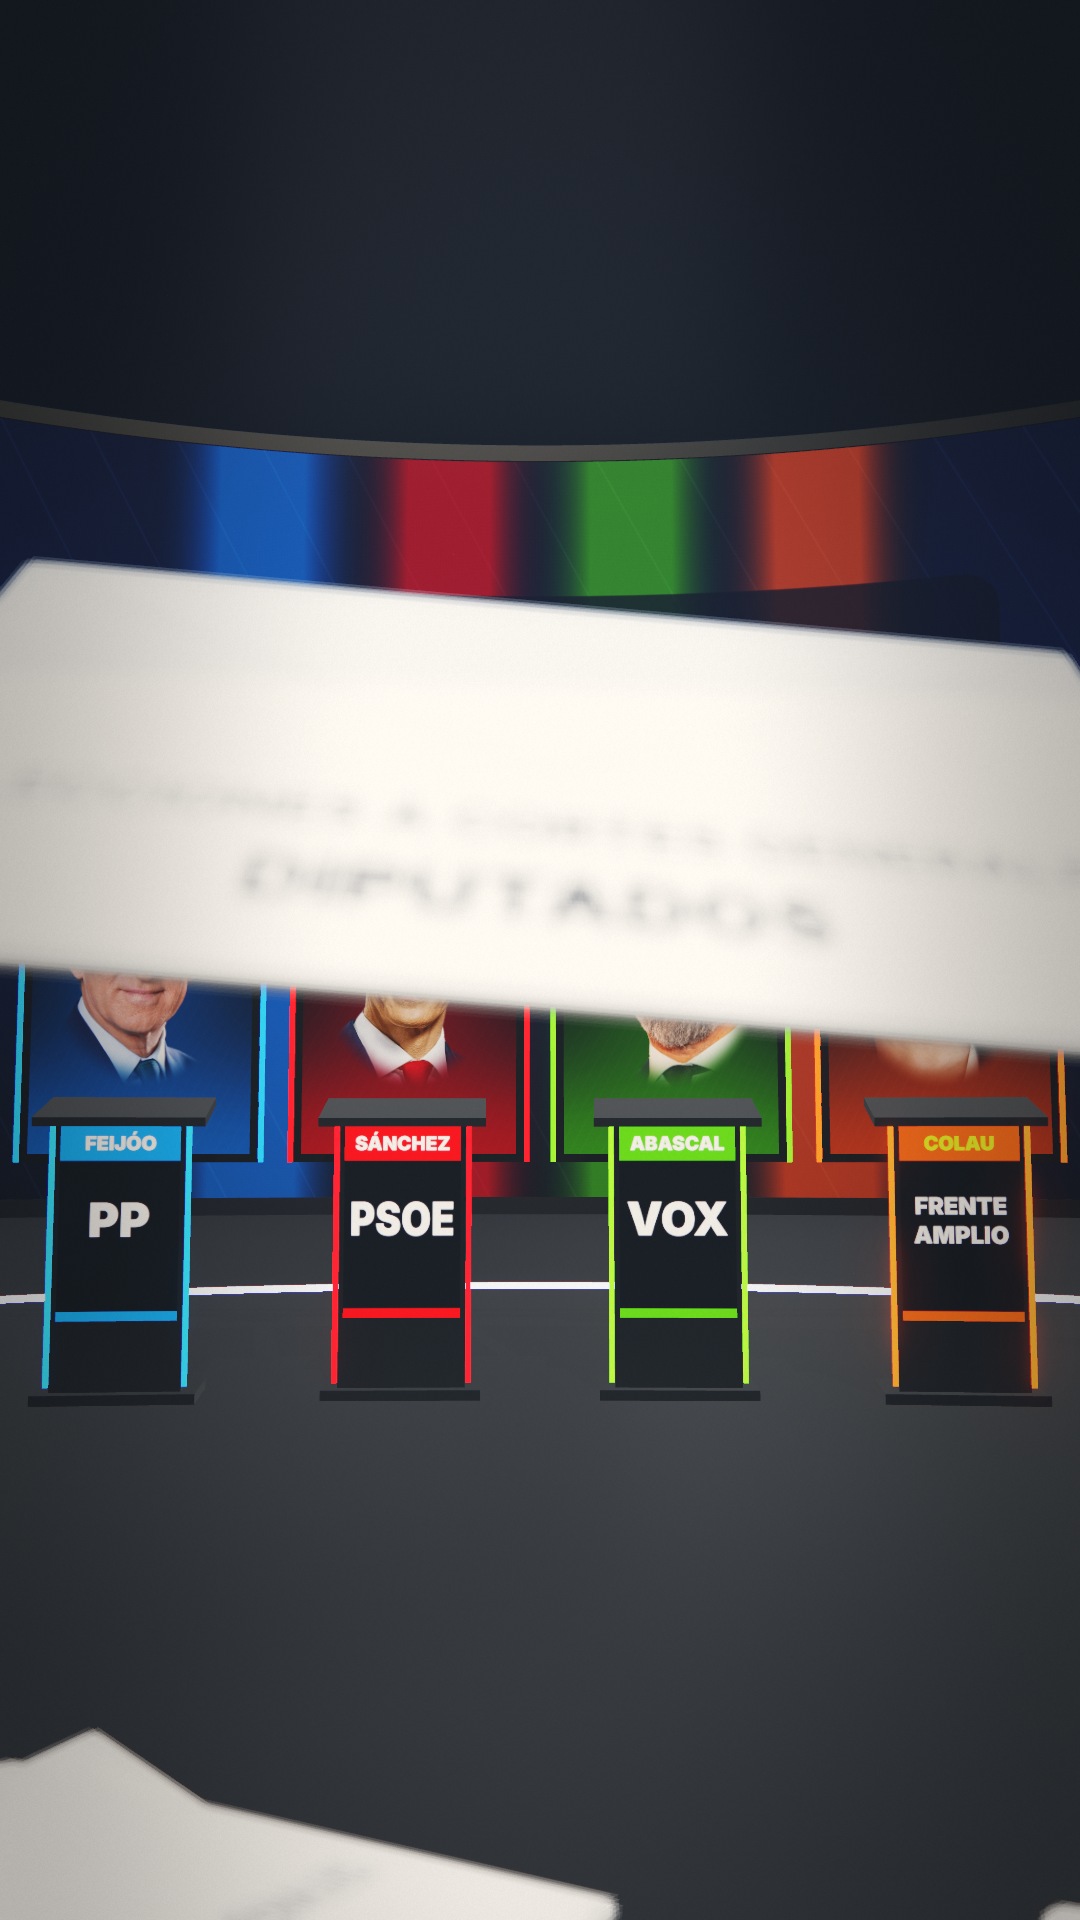 DIPUTADOS
FEIJÓO
SÁNCHEZ
ABASCAL
COLAU
PP
PSOE
VOX
FRENTE
AMPLIO